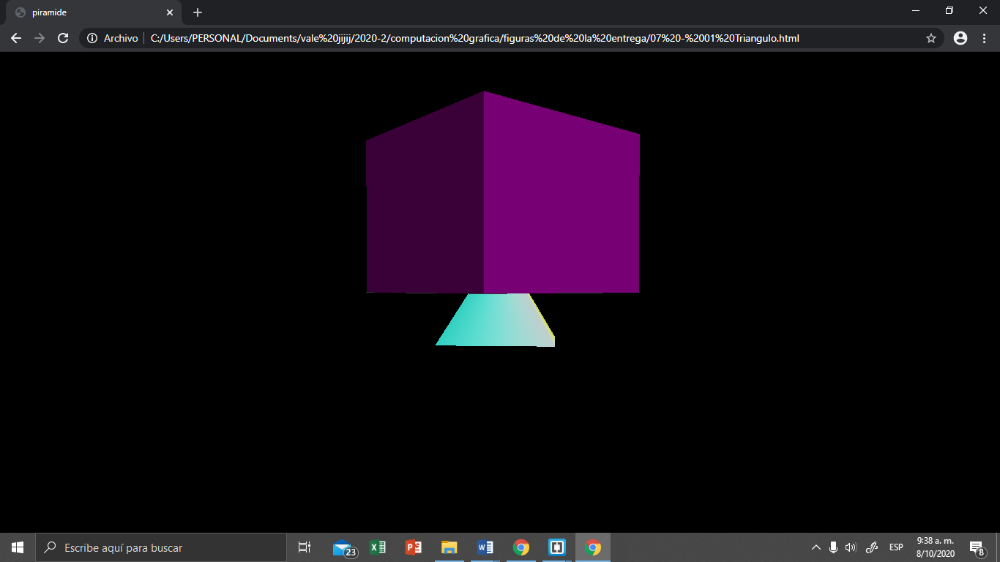 piramide
Archivo C:/Users/PERSONAL/Documents/vale%20jijij/2020-2/computacion%20grafica/figuras%20de%20la%20entrega/07%20-%2001%20Triangulo.html
Escribe aquí para buscar
23
ESP
9:38 a. m.
8/10/2020
8